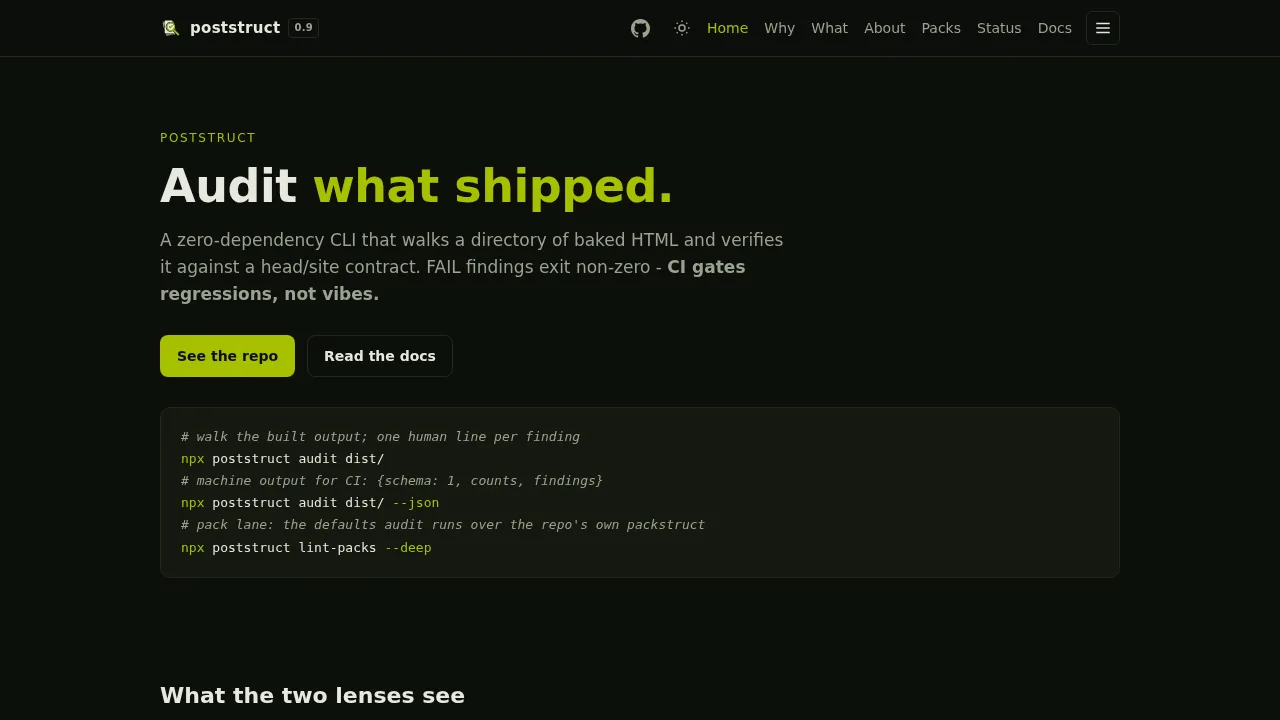 poststruct 0.9
Home Why What About Packs Status Docs
POSTSTRUCT
Audit what shipped.
A zero-dependency CLI that walks a directory of baked HTML and verifies
it against a head/site contract. FAIL findings exit non-zero - CI gates
regressions, not vibes.
See the repo Read the docs
# walk the built output; one human line per finding
npx poststruct audit dist/
# machine output for CI: {schema: 1, counts, findings}
npx poststruct audit dist/ --json
# pack lane: the defaults audit runs over the repo's own packstruct
npx poststruct lint-packs --deep
What the two lenses see